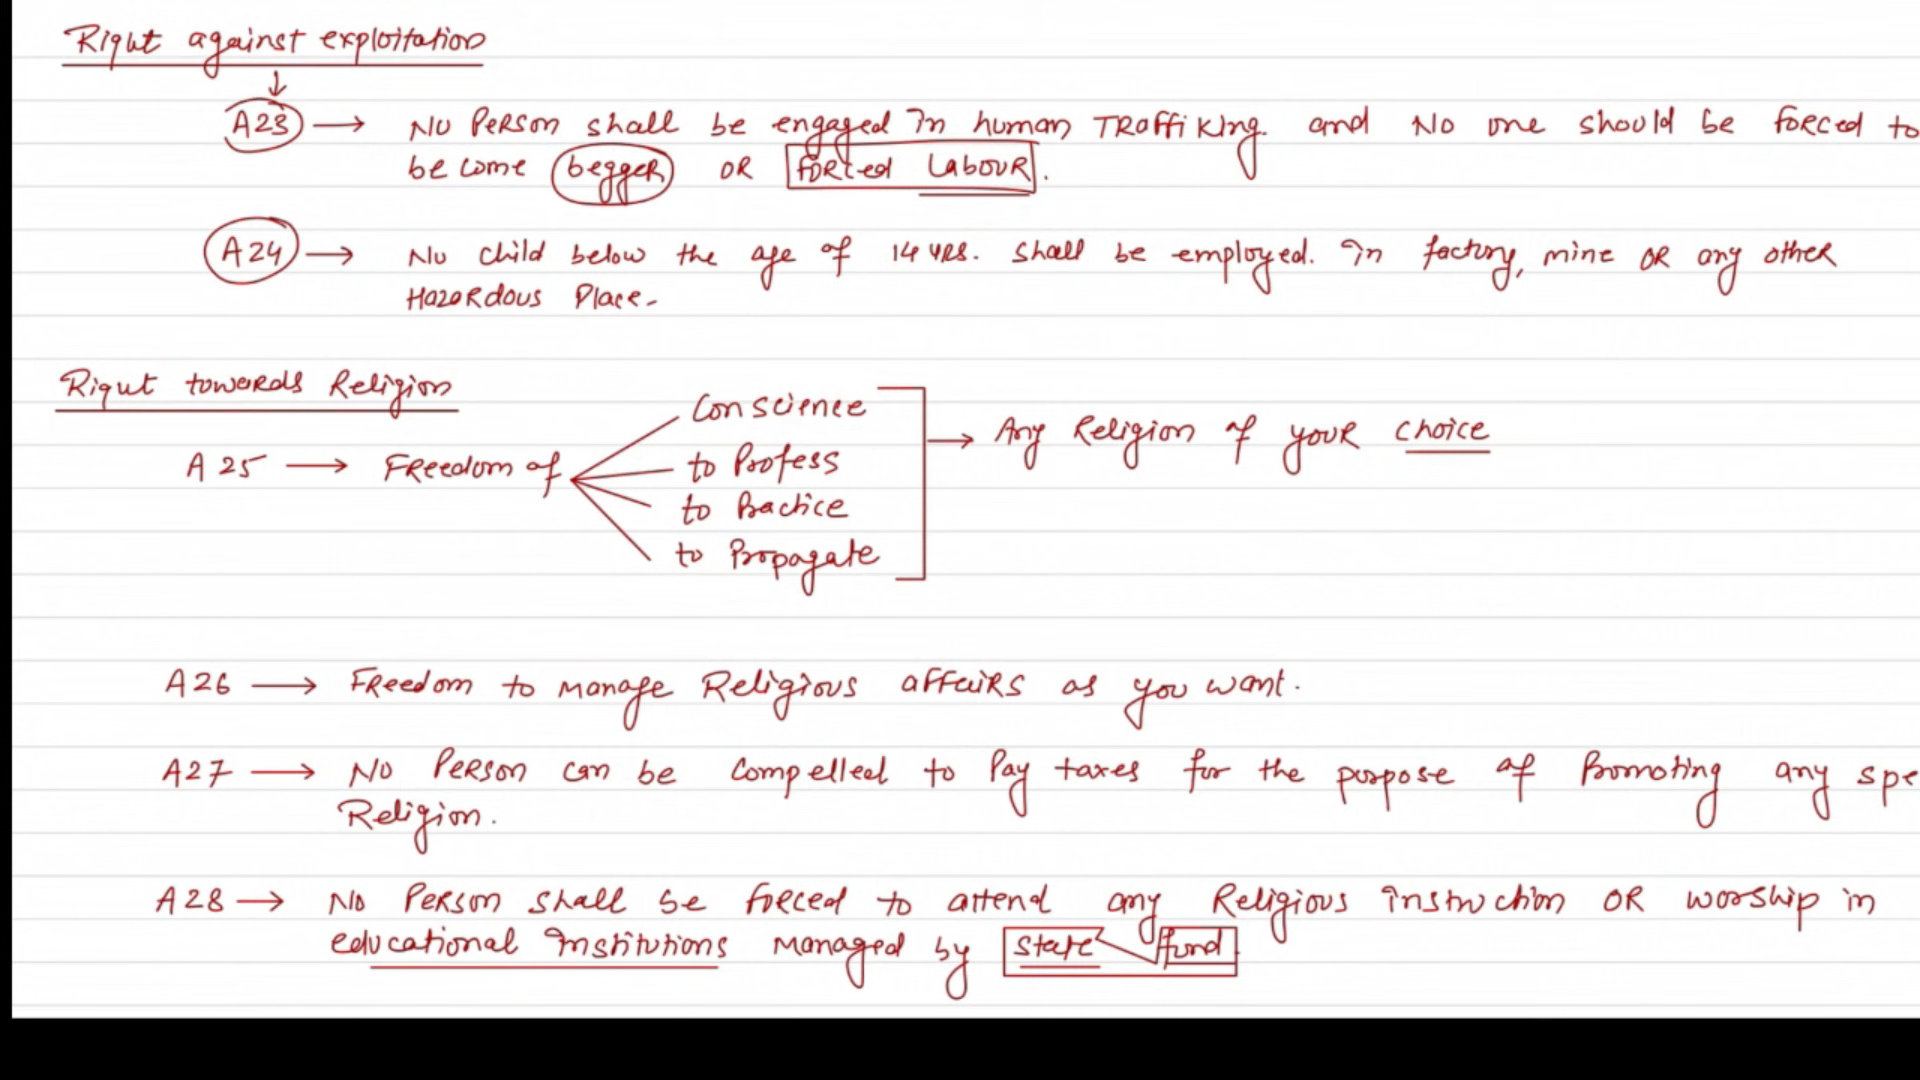 Right against exploitation
A23 → No Person shall be engaged in human TRaffiking. and No one should be forced to
become begger OR forced Labour.
A24 → No child below the age of 14 yrs. shall be employed. In factory, mine OR any other
Hazardous Place.
Right towards Religion
Conscience
A 25 → Freedom of to Profess → Any Religion of your choice
to Practice
to Propagate
A26 → Freedom to manage Religious affairs as you want.
A27 → No Person can be compelled to Pay taxes for the purpose of Promoting any spe
Religion.
A28 → No Person shall be forced to attend any Religious instruction OR worship in
educational Institutions Managed by State fund.